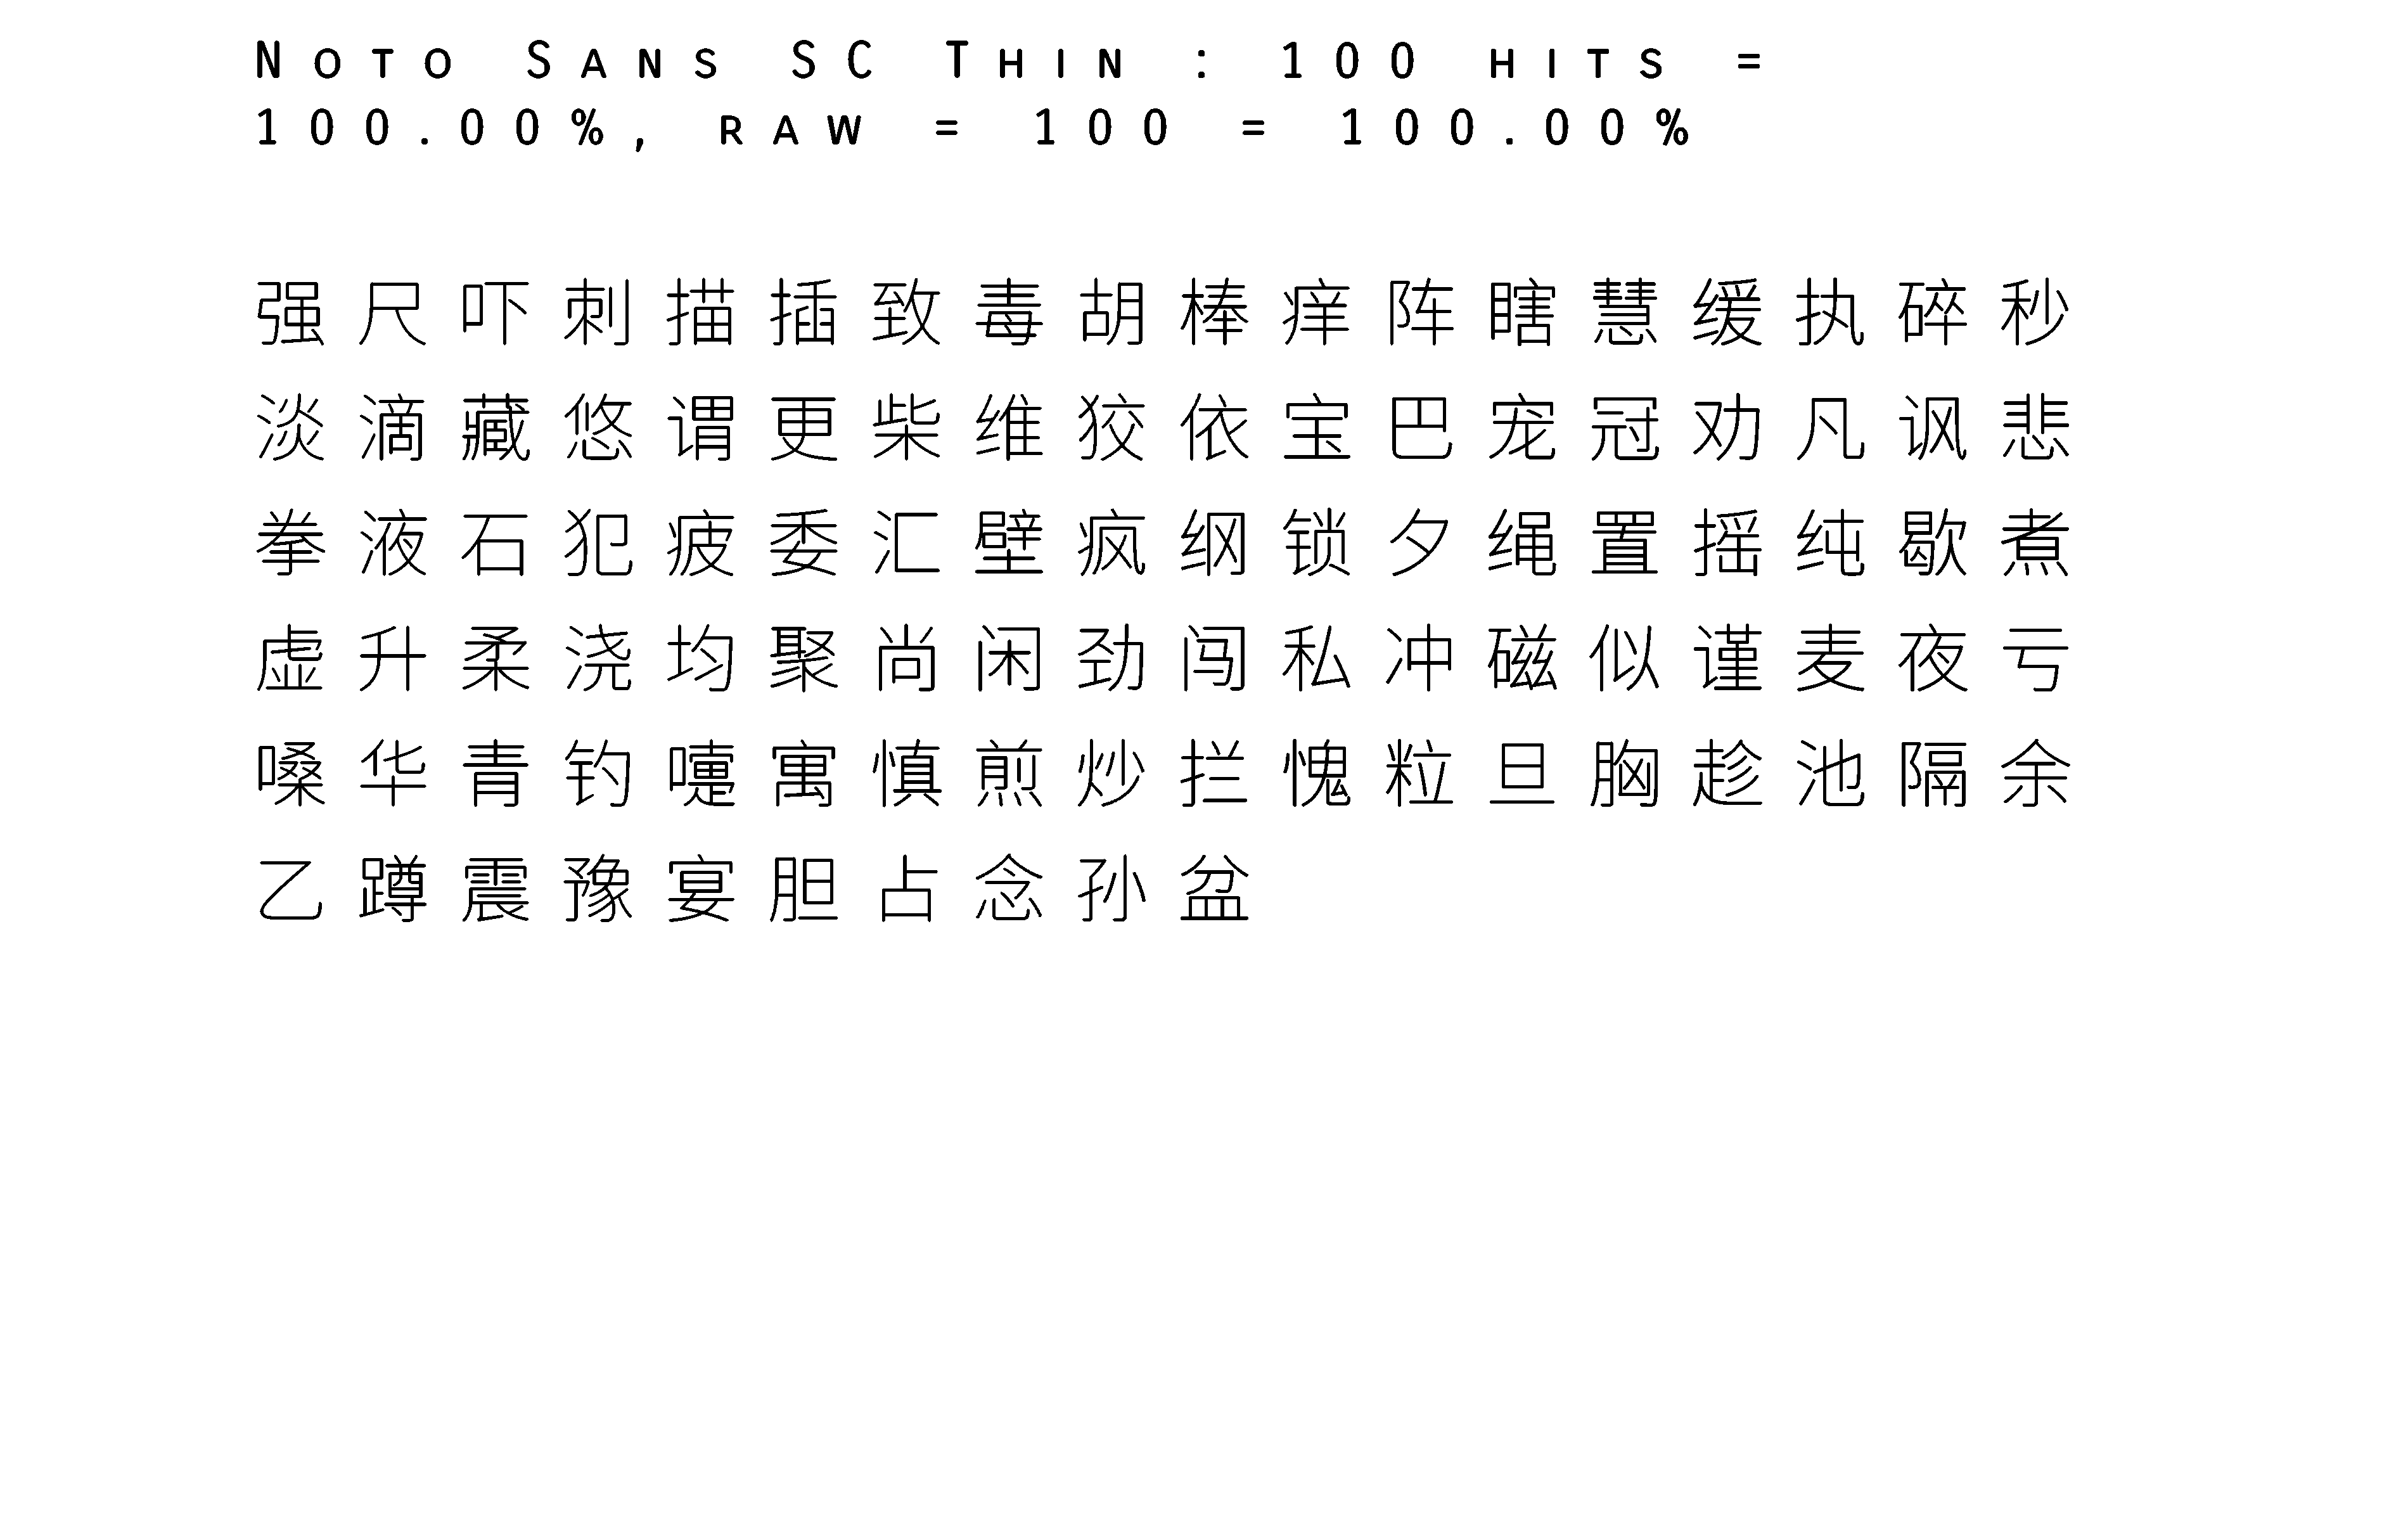 Noto Sans SC Thin : 100 hits =
100.00%, raw = 100 = 100.00%
强尺吓刺描插致毒胡棒痒阵瞎慧缓执碎秒
淡滴藏悠谓更柴维狡依宝巴宠冠劝凡讽悲
拳液石犯疲委汇壁疯纲锁夕绳置摇纯歇煮
虚升柔浇均聚尚闲劲闯私冲磁似谨麦夜亏
嗓华青钓嚏寓慎煎炒拦愧粒旦胸趁池隔余
乙蹲震豫宴胆占念孙盆